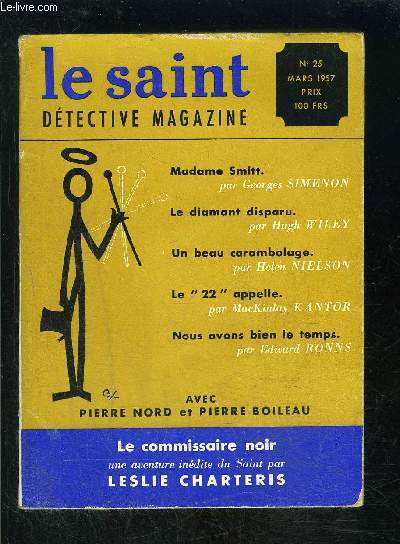 le-livre.com
le saint
DÉTECTIVE MAGAZINE
N° 25
MARS 1957
PRIX
100 FRS
Madame Smitt.
par Georges SIMENON
Le diamant disparu.
par Hugh WILEY
Un beau carambolage.
par Helen NIELSON
Le "22" appelle.
par MacKinlay KANTOR
Nous avons bien le temps.
par Edward RONNS
AVEC
PIERRE NORD et PIERRE BOILEAU
Le commissaire noir
une aventure inédite du Saint par
LESLIE CHARTERIS